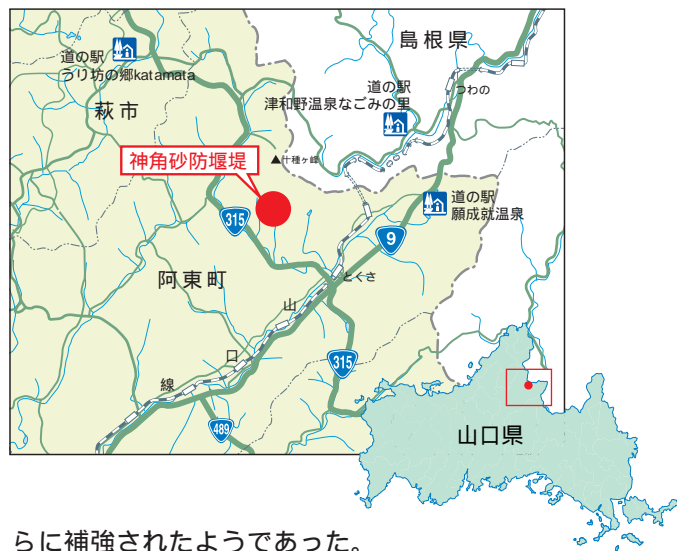 島根県
道の駅
うり坊の郷katamata
道の駅
津和野温泉なごみの里
つわの
萩市
神角砂防堰堤
▲十種ヶ峰
道の駅
願成就温泉
315
9
阿東町
とくさ
山
口
線
315
489
山口県
らに補強されたようであった。